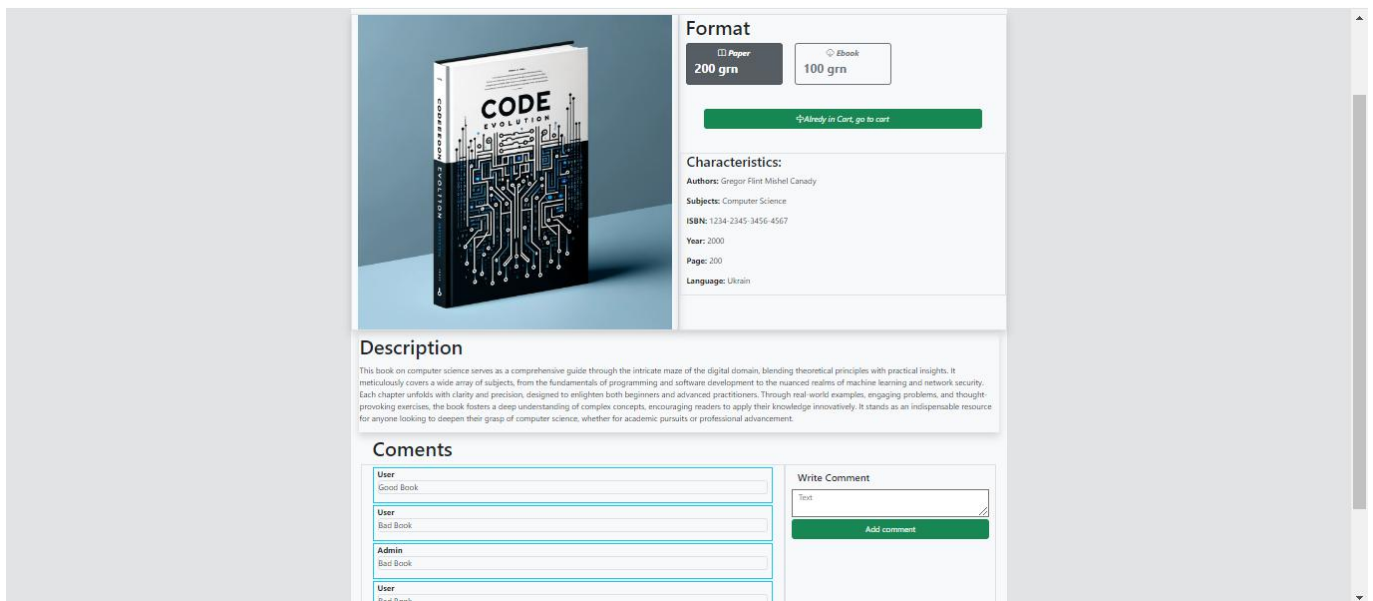 Format
Paper
200 grn
Ebook
100 grn
Alredy in Cart, go to cart
CODE
EVOLUTION
Characteristics:
Authors: Gregor Flint Mishel Canady
Subjects: Computer Science
ISBN: 1234-2345-3456-4567
Year: 2000
Page: 200
Language: Ukrain
Description
This book on computer science serves as a comprehensive guide through the intricate maze of the digital domain, blending theoretical principles with practical insights. It
meticulously covers a wide array of subjects, from the fundamentals of programming and software development to the nuanced realms of machine learning and network security.
Each chapter unfolds with clarity and precision, designed to enlighten both beginners and advanced practitioners. Through real-world examples, engaging problems, and thought-
provoking exercises, the book fosters a deep understanding of complex concepts, encouraging readers to apply their knowledge innovatively. It stands as an indispensable resource
for anyone looking to deepen their grasp of computer science, whether for academic pursuits or professional advancement.
Coments
User
Good Book
User
Bad Book
Admin
Bad Book
User
Bad Book
Write Comment
Text
Add comment